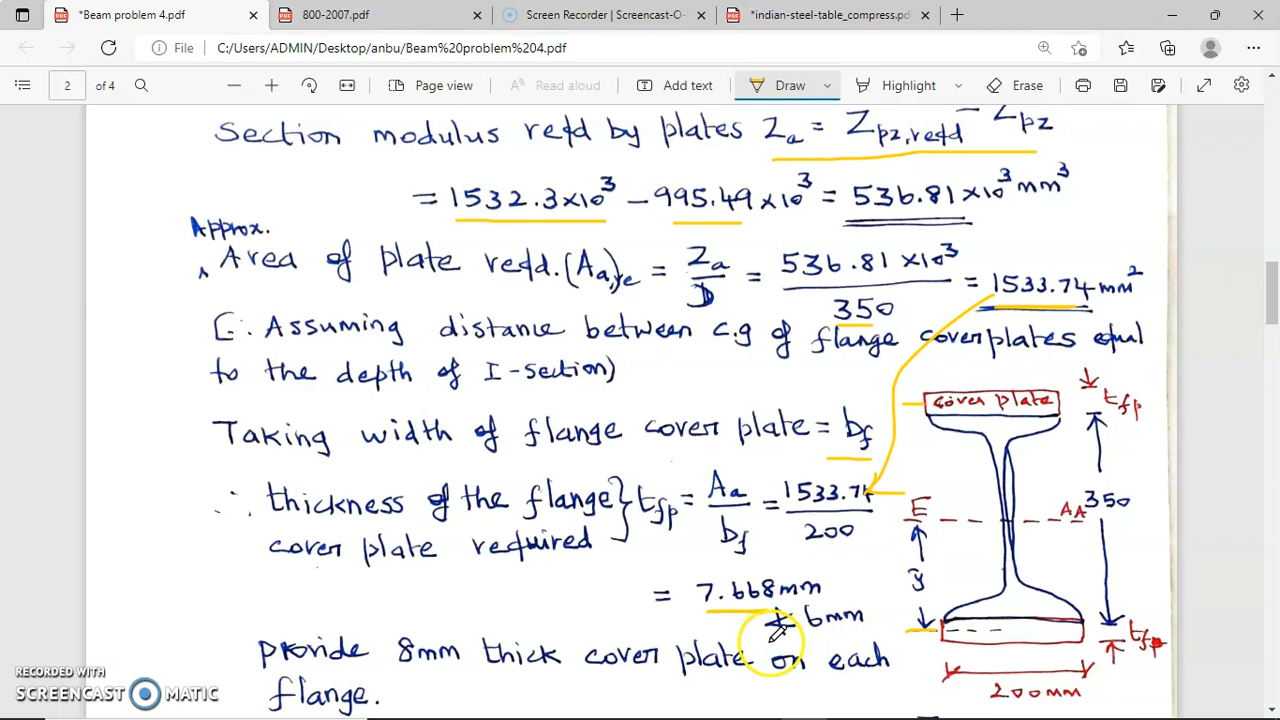 *Beam problem 4.pdf
800-2007.pdf
Screen Recorder | Screencast-O-
*indian-steel-table_compress.pd
File C:/Users/ADMIN/Desktop/anbu/Beam%20problem%204.pdf
2 of 4
Page view
Read aloud
Add text
Draw
Highlight
Erase
Section modulus reqd by plates Za = Zpz,reqd - Zpz
= 1532.3×10³ − 995.49×10³ = 536.81 ×10³ mm³
Approx.
∧ Area of plate reqd. = Za/D = 536.81 ×10³/350 = 1533.74 mm²
[∵ Assuming distance between c.g of flange coverplates equal
to the depth of I-section)
Taking width of flange cover plate = bf
∴ thickness of the flange} tfp = Aa/bf = 1533.74/200
cover plate required
= 7.668mm
6mm
provide 8mm thick cover plate on each
flange.
cover plate
tfp
E
AA
350
ȳ
tfp
200mm
RECORDED WITH
SCREENCAST O MATIC